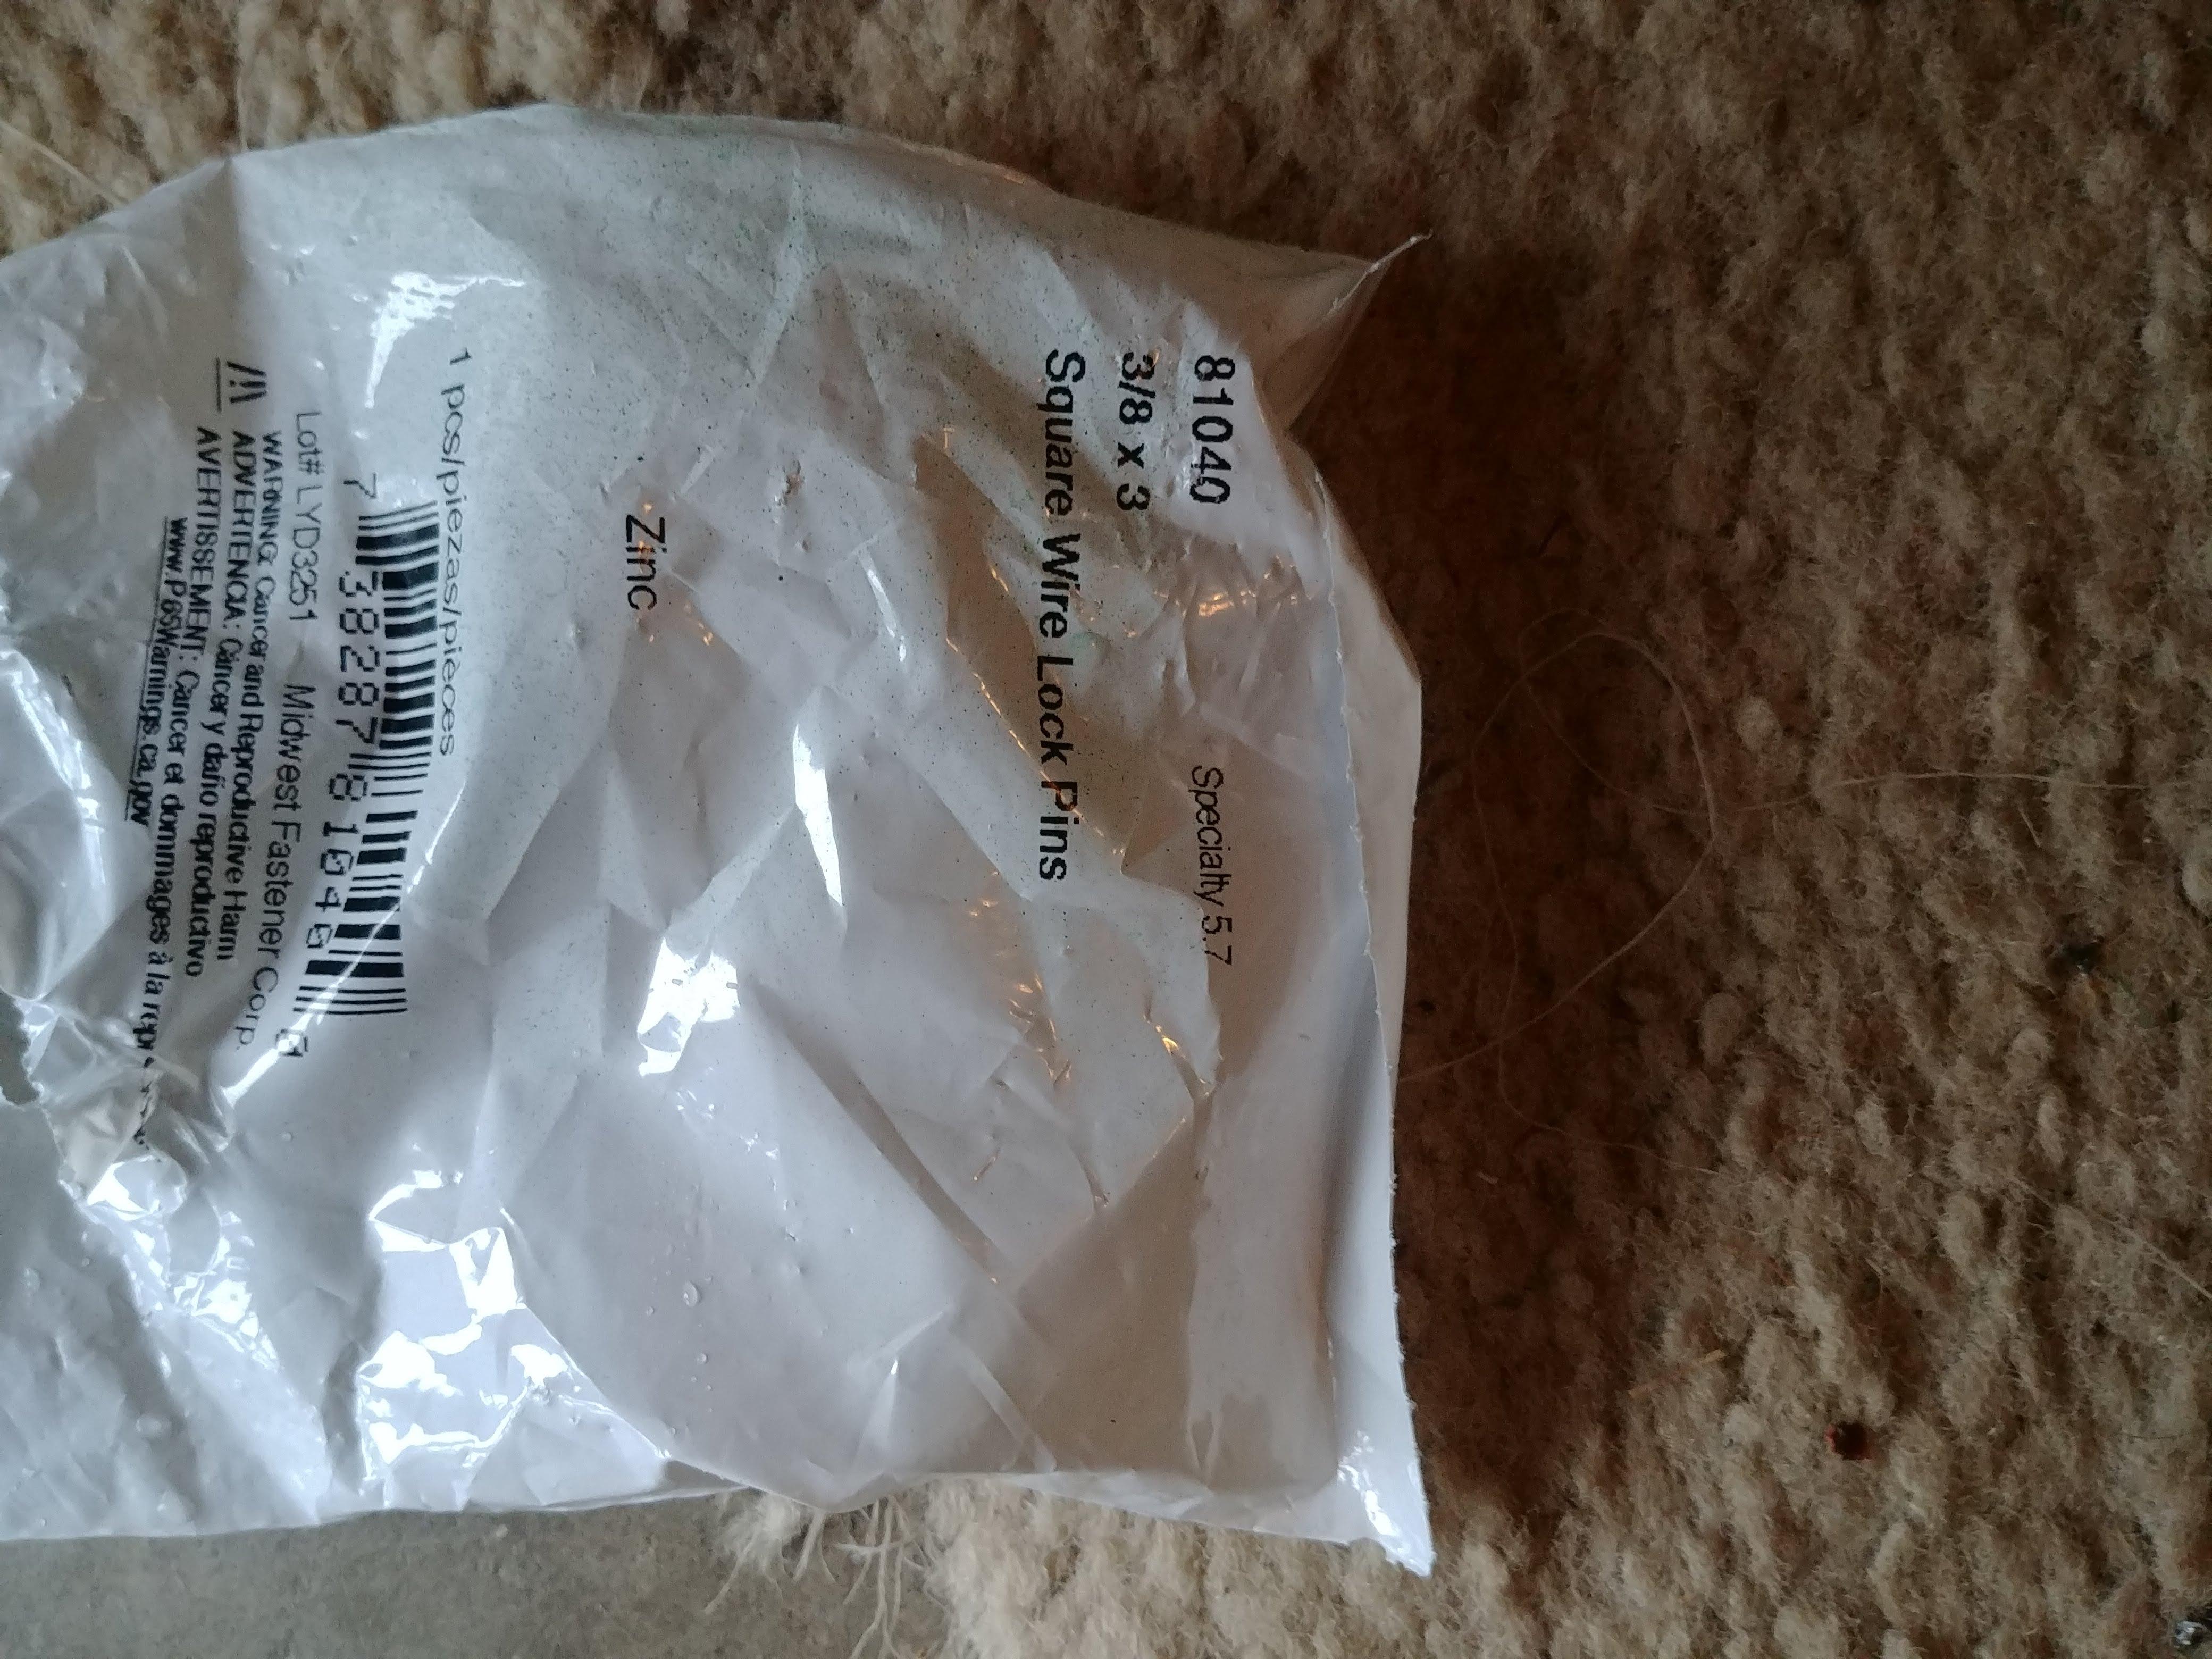 81040 Specialty 5.7
3/8 x 3
Square Wire Lock Pins
Zinc
1 pcs/piezas/pieces
7 38287 81040 6
Lot# LYD3251 Midwest Fastener Corp.
WARNING: Cancer and Reproductive Harm
ADVERTENCIA: Cáncer y daño reproductivo
AVERTISSEMENT: Cancer et dommages à la
www.P65Warnings.ca.gov